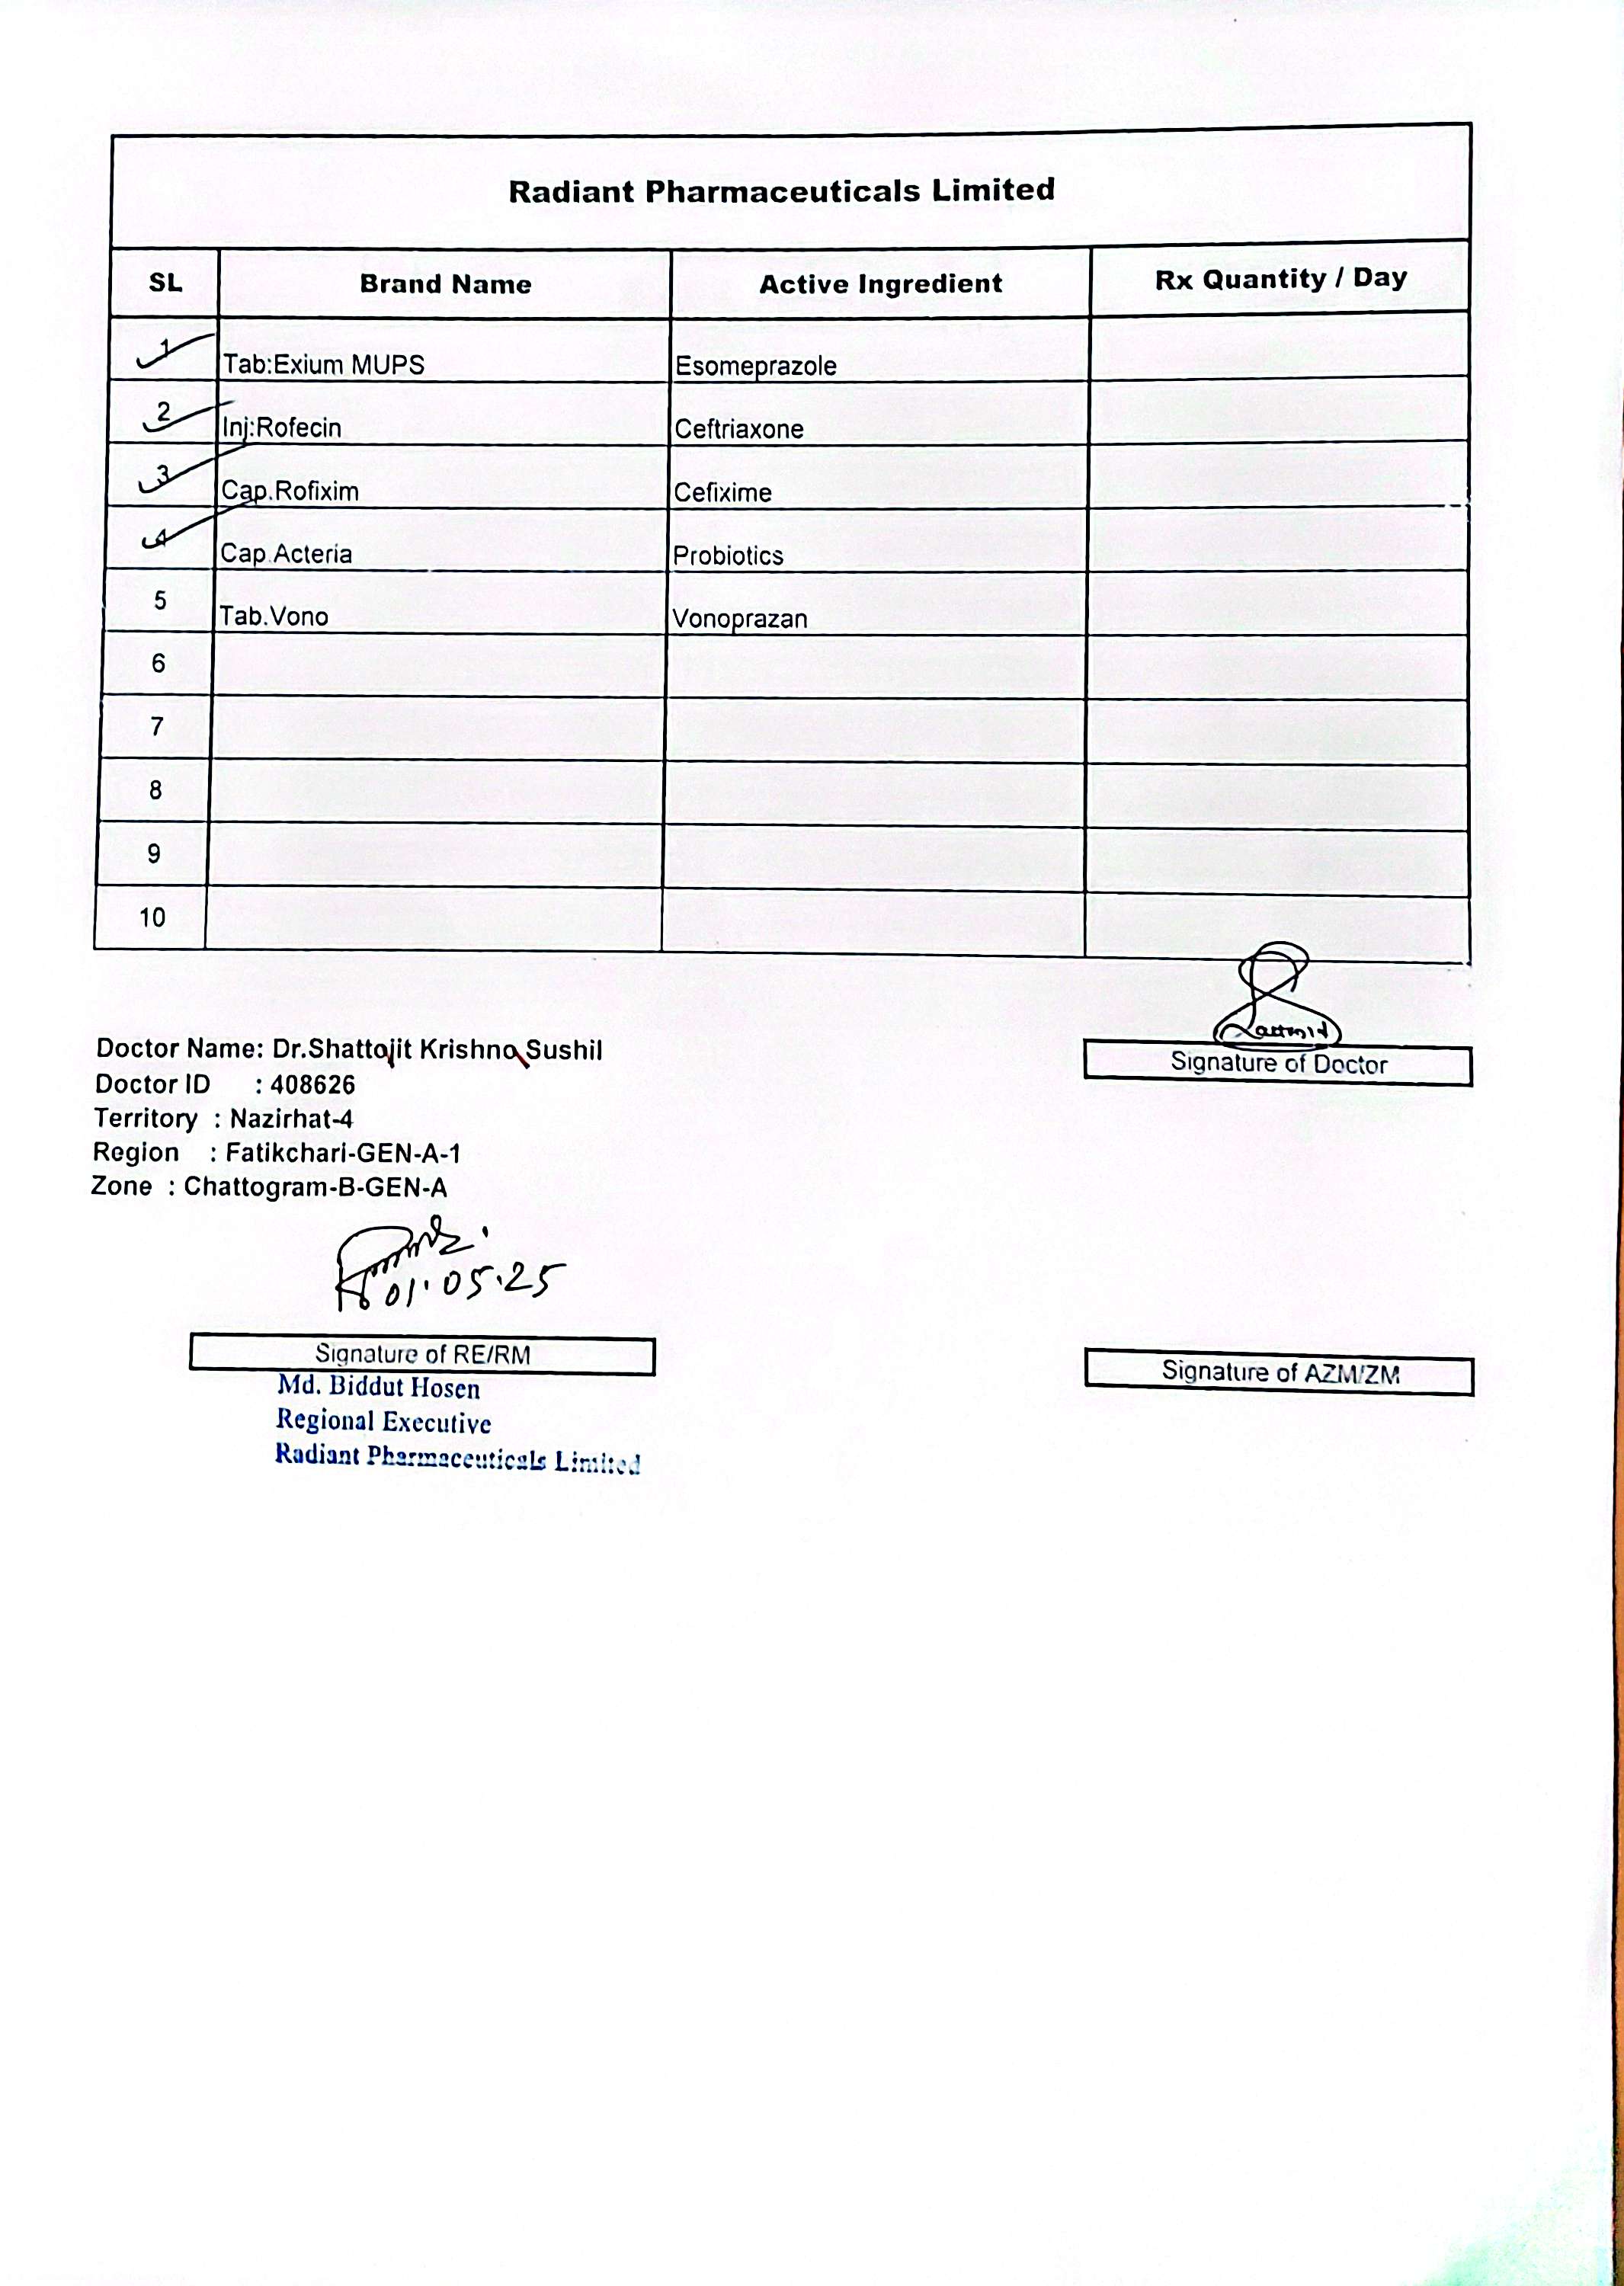 Radiant Pharmaceuticals Limited
SL Brand Name Active Ingredient Rx Quantity / Day
1 Tab:Exium MUPS Esomeprazole
2 Inj:Rofecin Ceftriaxone
3 Cap.Rofixim Cefixime
4 Cap.Acteria Probiotics
5 Tab.Vono Vonoprazan
6
7
8
9
10
Doctor Name: Dr.Shattajit Krishna Sushil
Signature of Doctor
Doctor ID : 408626
Territory : Nazirhat-4
Region : Fatikchari-GEN-A-1
Zone : Chattogram-B-GEN-A
01.05.25
Signature of RE/RM
Signature of AZM/ZM
Md. Biddut Hosen
Regional Executive
Radiant Pharmaceuticals Limited